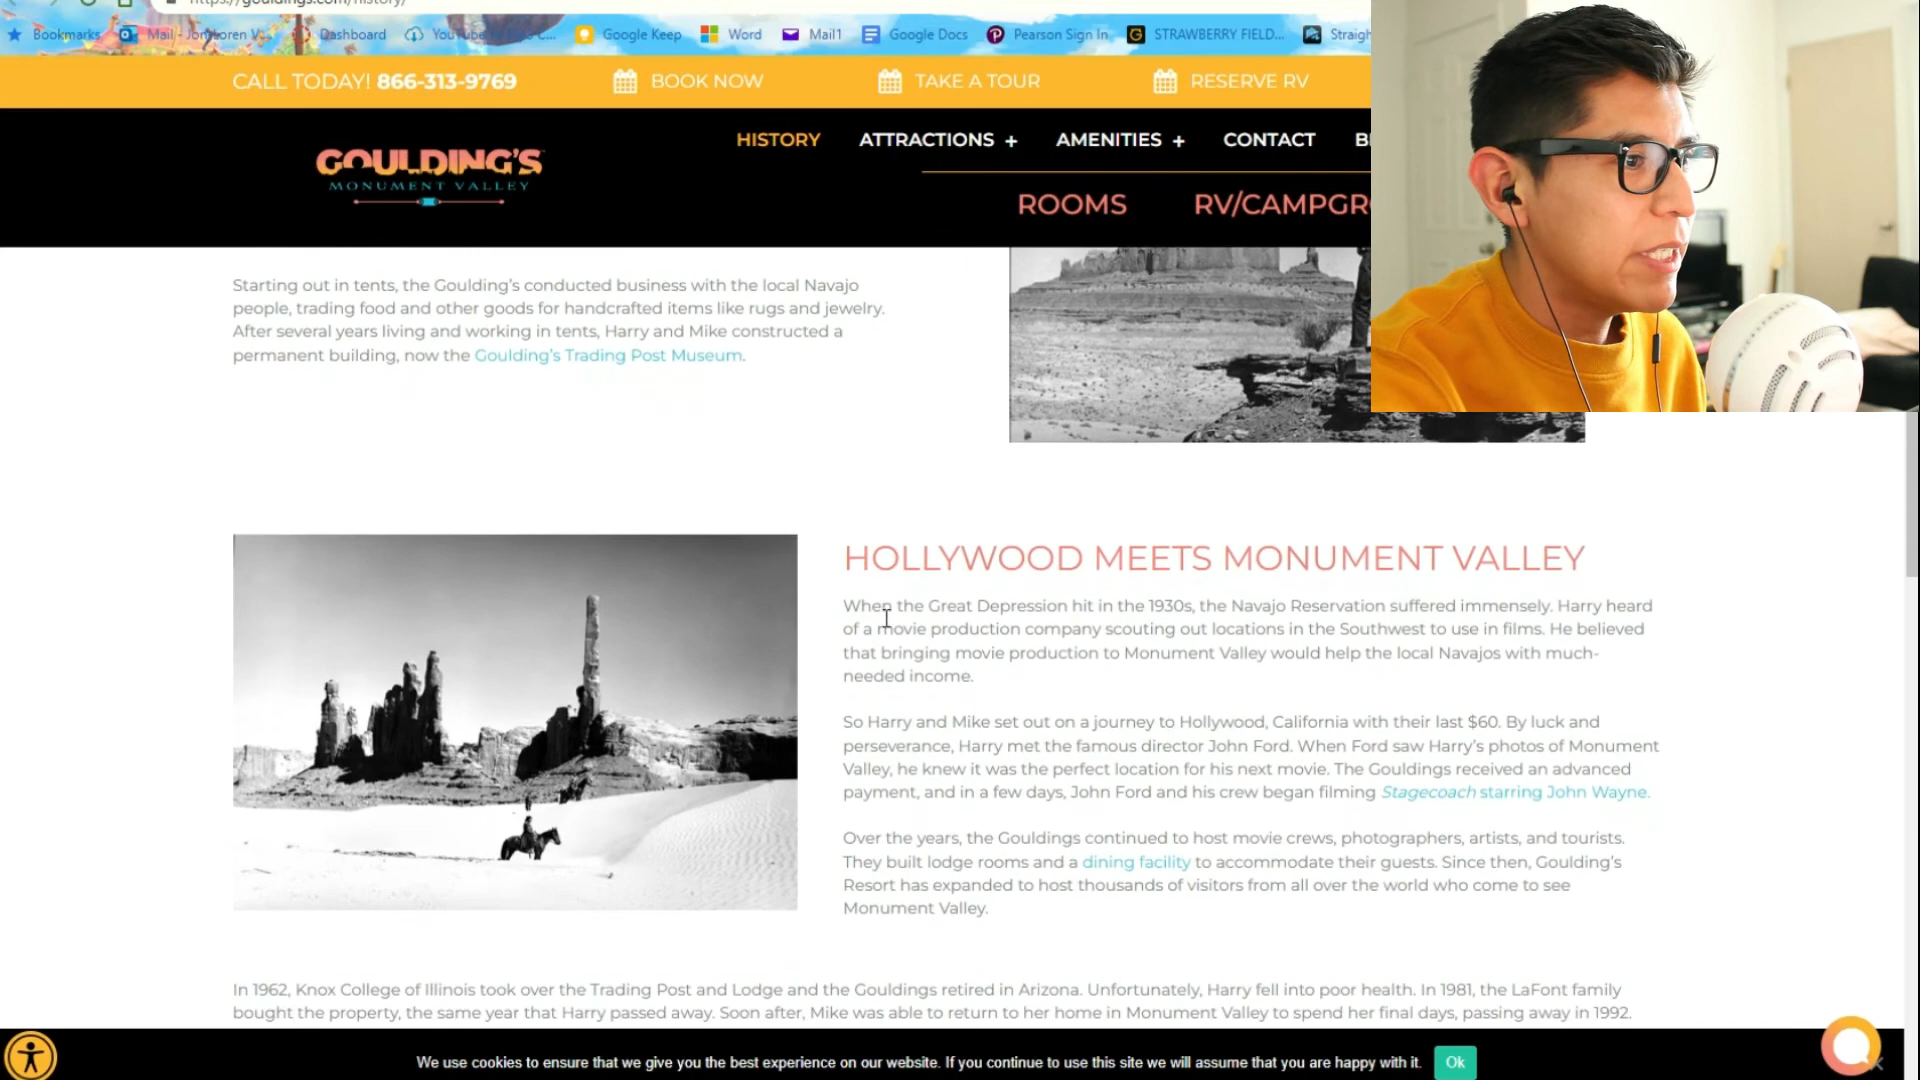 https://gouldings.com/history/
Bookmarks
Dashboard
Google Keep
Word
Mail1
Google Docs
Pearson Sign In
STRAWBERRY FIELD...
CALL TODAY! 866-313-9769
BOOK NOW
TAKE A TOUR
RESERVE RV
GOULDING'S
MONUMENT VALLEY
HISTORY
ATTRACTIONS +
AMENITIES +
CONTACT
ROOMS
Starting out in tents, the Goulding's conducted business with the local Navajo
people, trading food and other goods for handcrafted items like rugs and jewelry.
After several years living and working in tents, Harry and Mike constructed a
permanent building, now the Goulding's Trading Post Museum.
HOLLYWOOD MEETS MONUMENT VALLEY
When the Great Depression hit in the 1930s, the Navajo Reservation suffered immensely. Harry heard
of a movie production company scouting out locations in the Southwest to use in films. He believed
that bringing movie production to Monument Valley would help the local Navajos with much-
needed income.
So Harry and Mike set out on a journey to Hollywood, California with their last $60. By luck and
perseverance, Harry met the famous director John Ford. When Ford saw Harry's photos of Monument
Valley, he knew it was the perfect location for his next movie. The Gouldings received an advanced
payment, and in a few days, John Ford and his crew began filming Stagecoach starring John Wayne.
Over the years, the Gouldings continued to host movie crews, photographers, artists, and tourists.
They built lodge rooms and a dining facility to accommodate their guests. Since then, Goulding's
Resort has expanded to host thousands of visitors from all over the world who come to see
Monument Valley.
In 1962, Knox College of Illinois took over the Trading Post and Lodge and the Gouldings retired in Arizona. Unfortunately, Harry fell into poor health. In 1981, the LaFont family
bought the property, the same year that Harry passed away. Soon after, Mike was able to return to her home in Monument Valley to spend her final days, passing away in 1992.
We use cookies to ensure that we give you the best experience on our website. If you continue to use this site we will assume that you are happy with it.
Ok